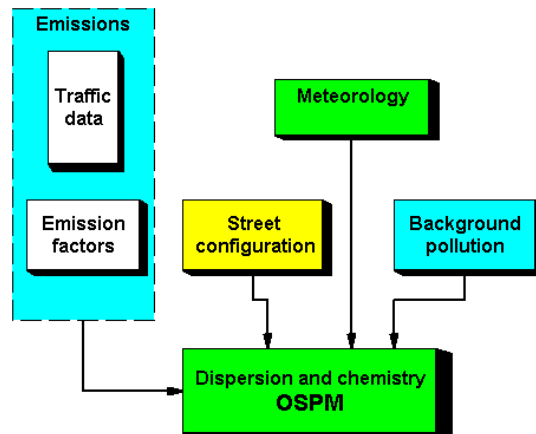 Emissions
Traffic
data
Meteorology
Emission
factors
Street
configuration
Background
pollution
Dispersion and chemistry
OSPM